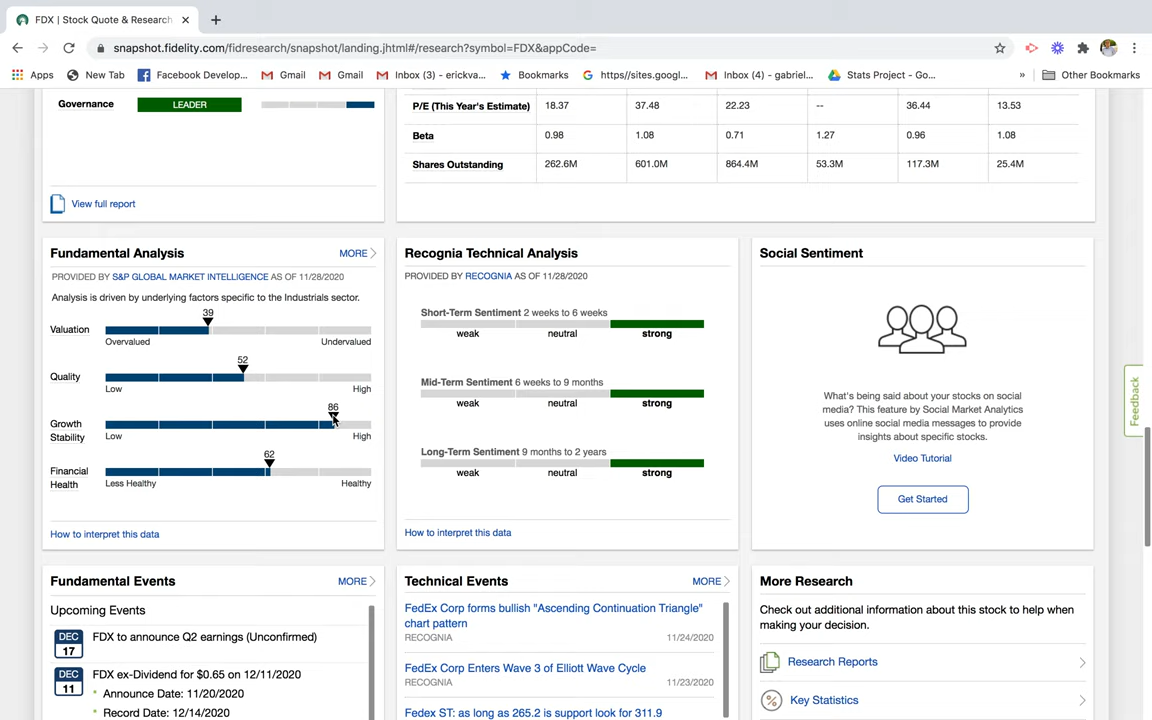 FDX | Stock Quote & Research
snapshot.fidelity.com/fidresearch/snapshot/landing.jhtml#/research?symbol=FDX&appCode=
Apps
New Tab
Facebook Develop...
Gmail
Gmail
Inbox (3) - erickva...
Bookmarks
https//sites.googl...
Inbox (4) - gabriel...
Stats Project - Go...
»
Other Bookmarks
Governance
LEADER
View full report
P/E (This Year's Estimate) 18.37 37.48 22.23 -- 36.44 13.53
Beta 0.98 1.08 0.71 1.27 0.96 1.08
Shares Outstanding 262.6M 601.0M 864.4M 53.3M 117.3M 25.4M
Fundamental Analysis
MORE
PROVIDED BY S&P GLOBAL MARKET INTELLIGENCE AS OF 11/28/2020
Analysis is driven by underlying factors specific to the Industrials sector.
39
Valuation
Overvalued Undervalued
52
Quality
Low High
86
Growth
Stability
Low High
62
Financial
Health
Less Healthy Healthy
How to interpret this data
Recognia Technical Analysis
PROVIDED BY RECOGNIA AS OF 11/28/2020
Short-Term Sentiment 2 weeks to 6 weeks
weak neutral strong
Mid-Term Sentiment 6 weeks to 9 months
weak neutral strong
Long-Term Sentiment 9 months to 2 years
weak neutral strong
How to interpret this data
Social Sentiment
What's being said about your stocks on social
media? This feature by Social Market Analytics
uses online social media messages to provide
insights about specific stocks.
Video Tutorial
Get Started
Feedback
Fundamental Events
MORE
Upcoming Events
DEC
17
FDX to announce Q2 earnings (Unconfirmed)
DEC
11
FDX ex-Dividend for $0.65 on 12/11/2020
Announce Date: 11/20/2020
Record Date: 12/14/2020
Technical Events
MORE
FedEx Corp forms bullish "Ascending Continuation Triangle"
chart pattern
RECOGNIA 11/24/2020
FedEx Corp Enters Wave 3 of Elliott Wave Cycle
RECOGNIA 11/23/2020
Fedex ST: as long as 265.2 is support look for 311.9
More Research
Check out additional information about this stock to help when
making your decision.
Research Reports
Key Statistics